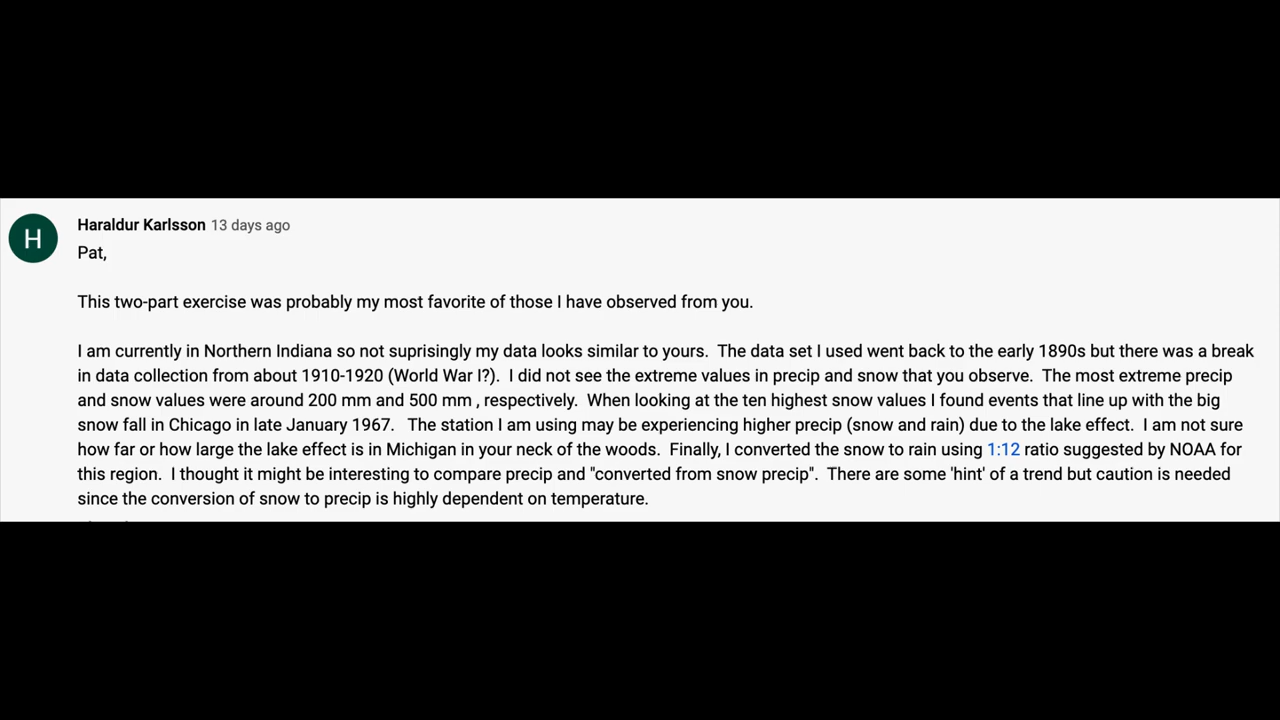 H
Haraldur Karlsson 13 days ago
Pat,
This two-part exercise was probably my most favorite of those I have observed from you.
I am currently in Northern Indiana so not suprisingly my data looks similar to yours.  The data set I used went back to the early 1890s but there was a break
in data collection from about 1910-1920 (World War I?).  I did not see the extreme values in precip and snow that you observe.  The most extreme precip
and snow values were around 200 mm and 500 mm , respectively.  When looking at the ten highest snow values I found events that line up with the big
snow fall in Chicago in late January 1967.   The station I am using may be experiencing higher precip (snow and rain) due to the lake effect.  I am not sure
how far or how large the lake effect is in Michigan in your neck of the woods.  Finally, I converted the snow to rain using 1:12 ratio suggested by NOAA for
this region.  I thought it might be interesting to compare precip and "converted from snow precip".  There are some 'hint' of a trend but caution is needed
since the conversion of snow to precip is highly dependent on temperature.